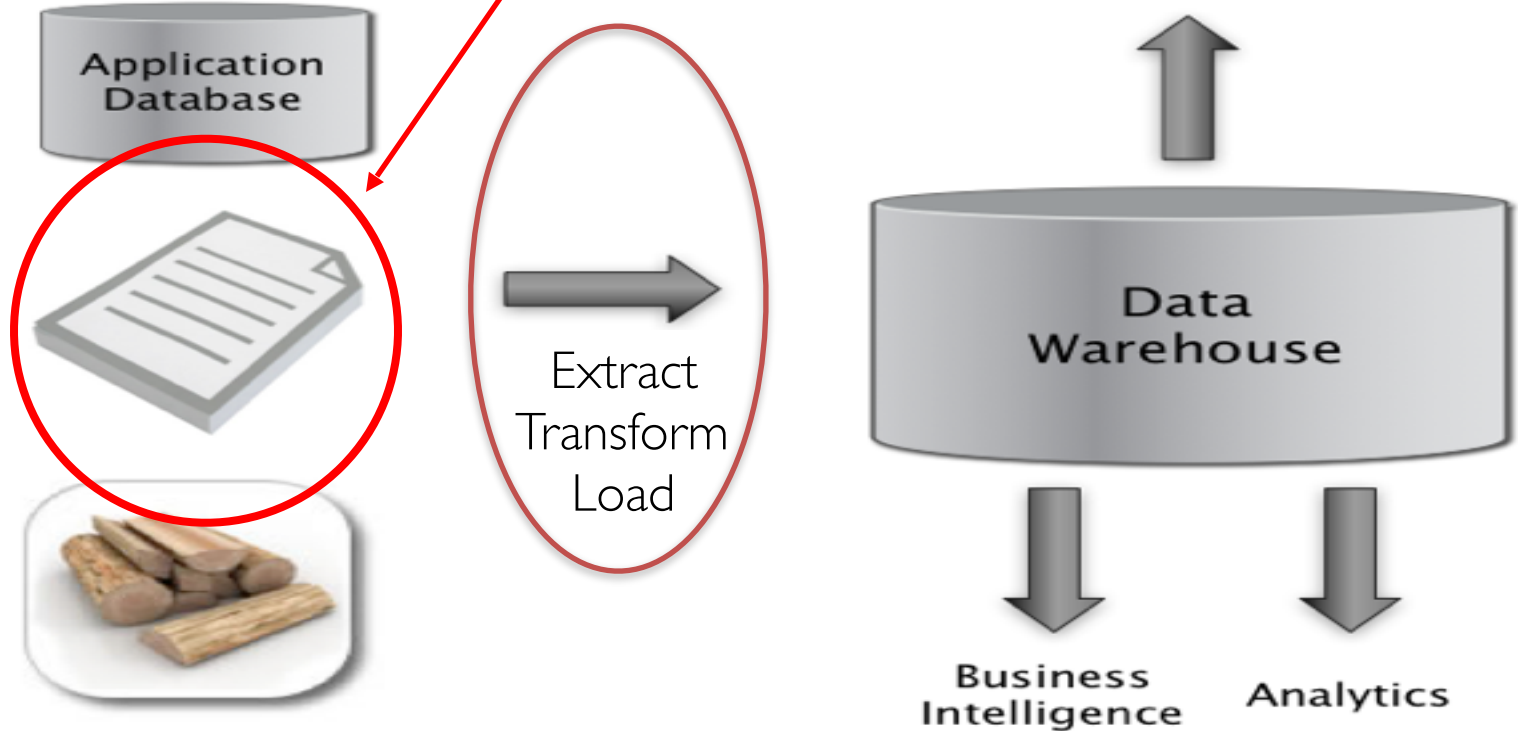 Application
Database
Extract
Transform
Load
Data
Warehouse
Business
Intelligence
Analytics